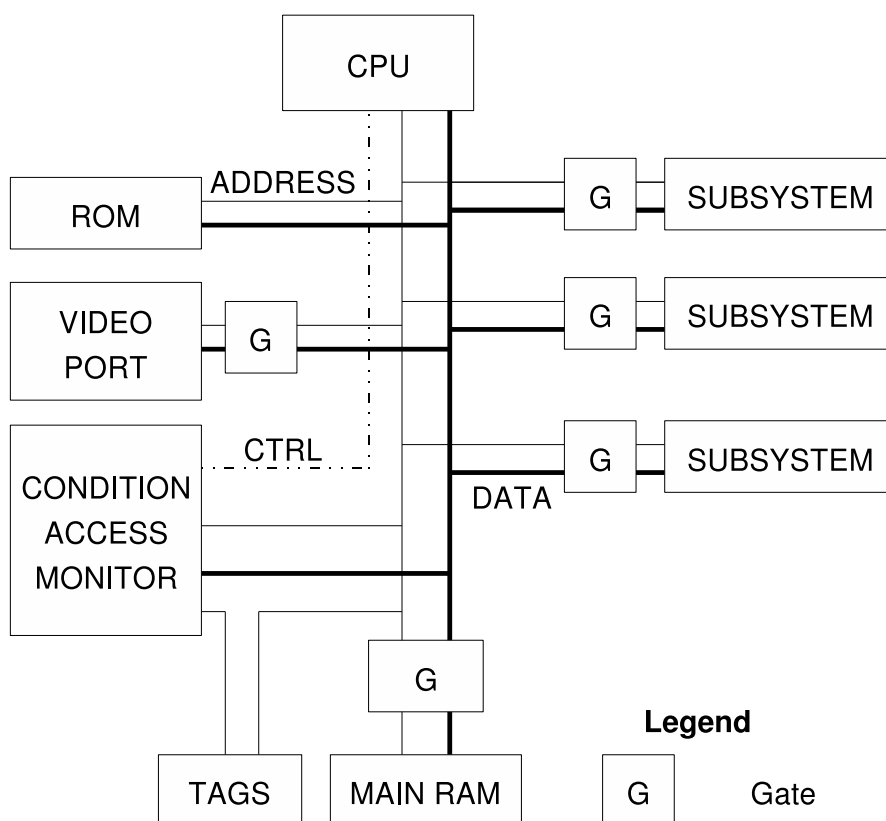 CPU
ADDRESS
ROM
G
SUBSYSTEM
VIDEO
PORT
G
G
SUBSYSTEM
CTRL
CONDITION
ACCESS
MONITOR
G
SUBSYSTEM
DATA
G
Legend
TAGS
MAIN RAM
G
Gate